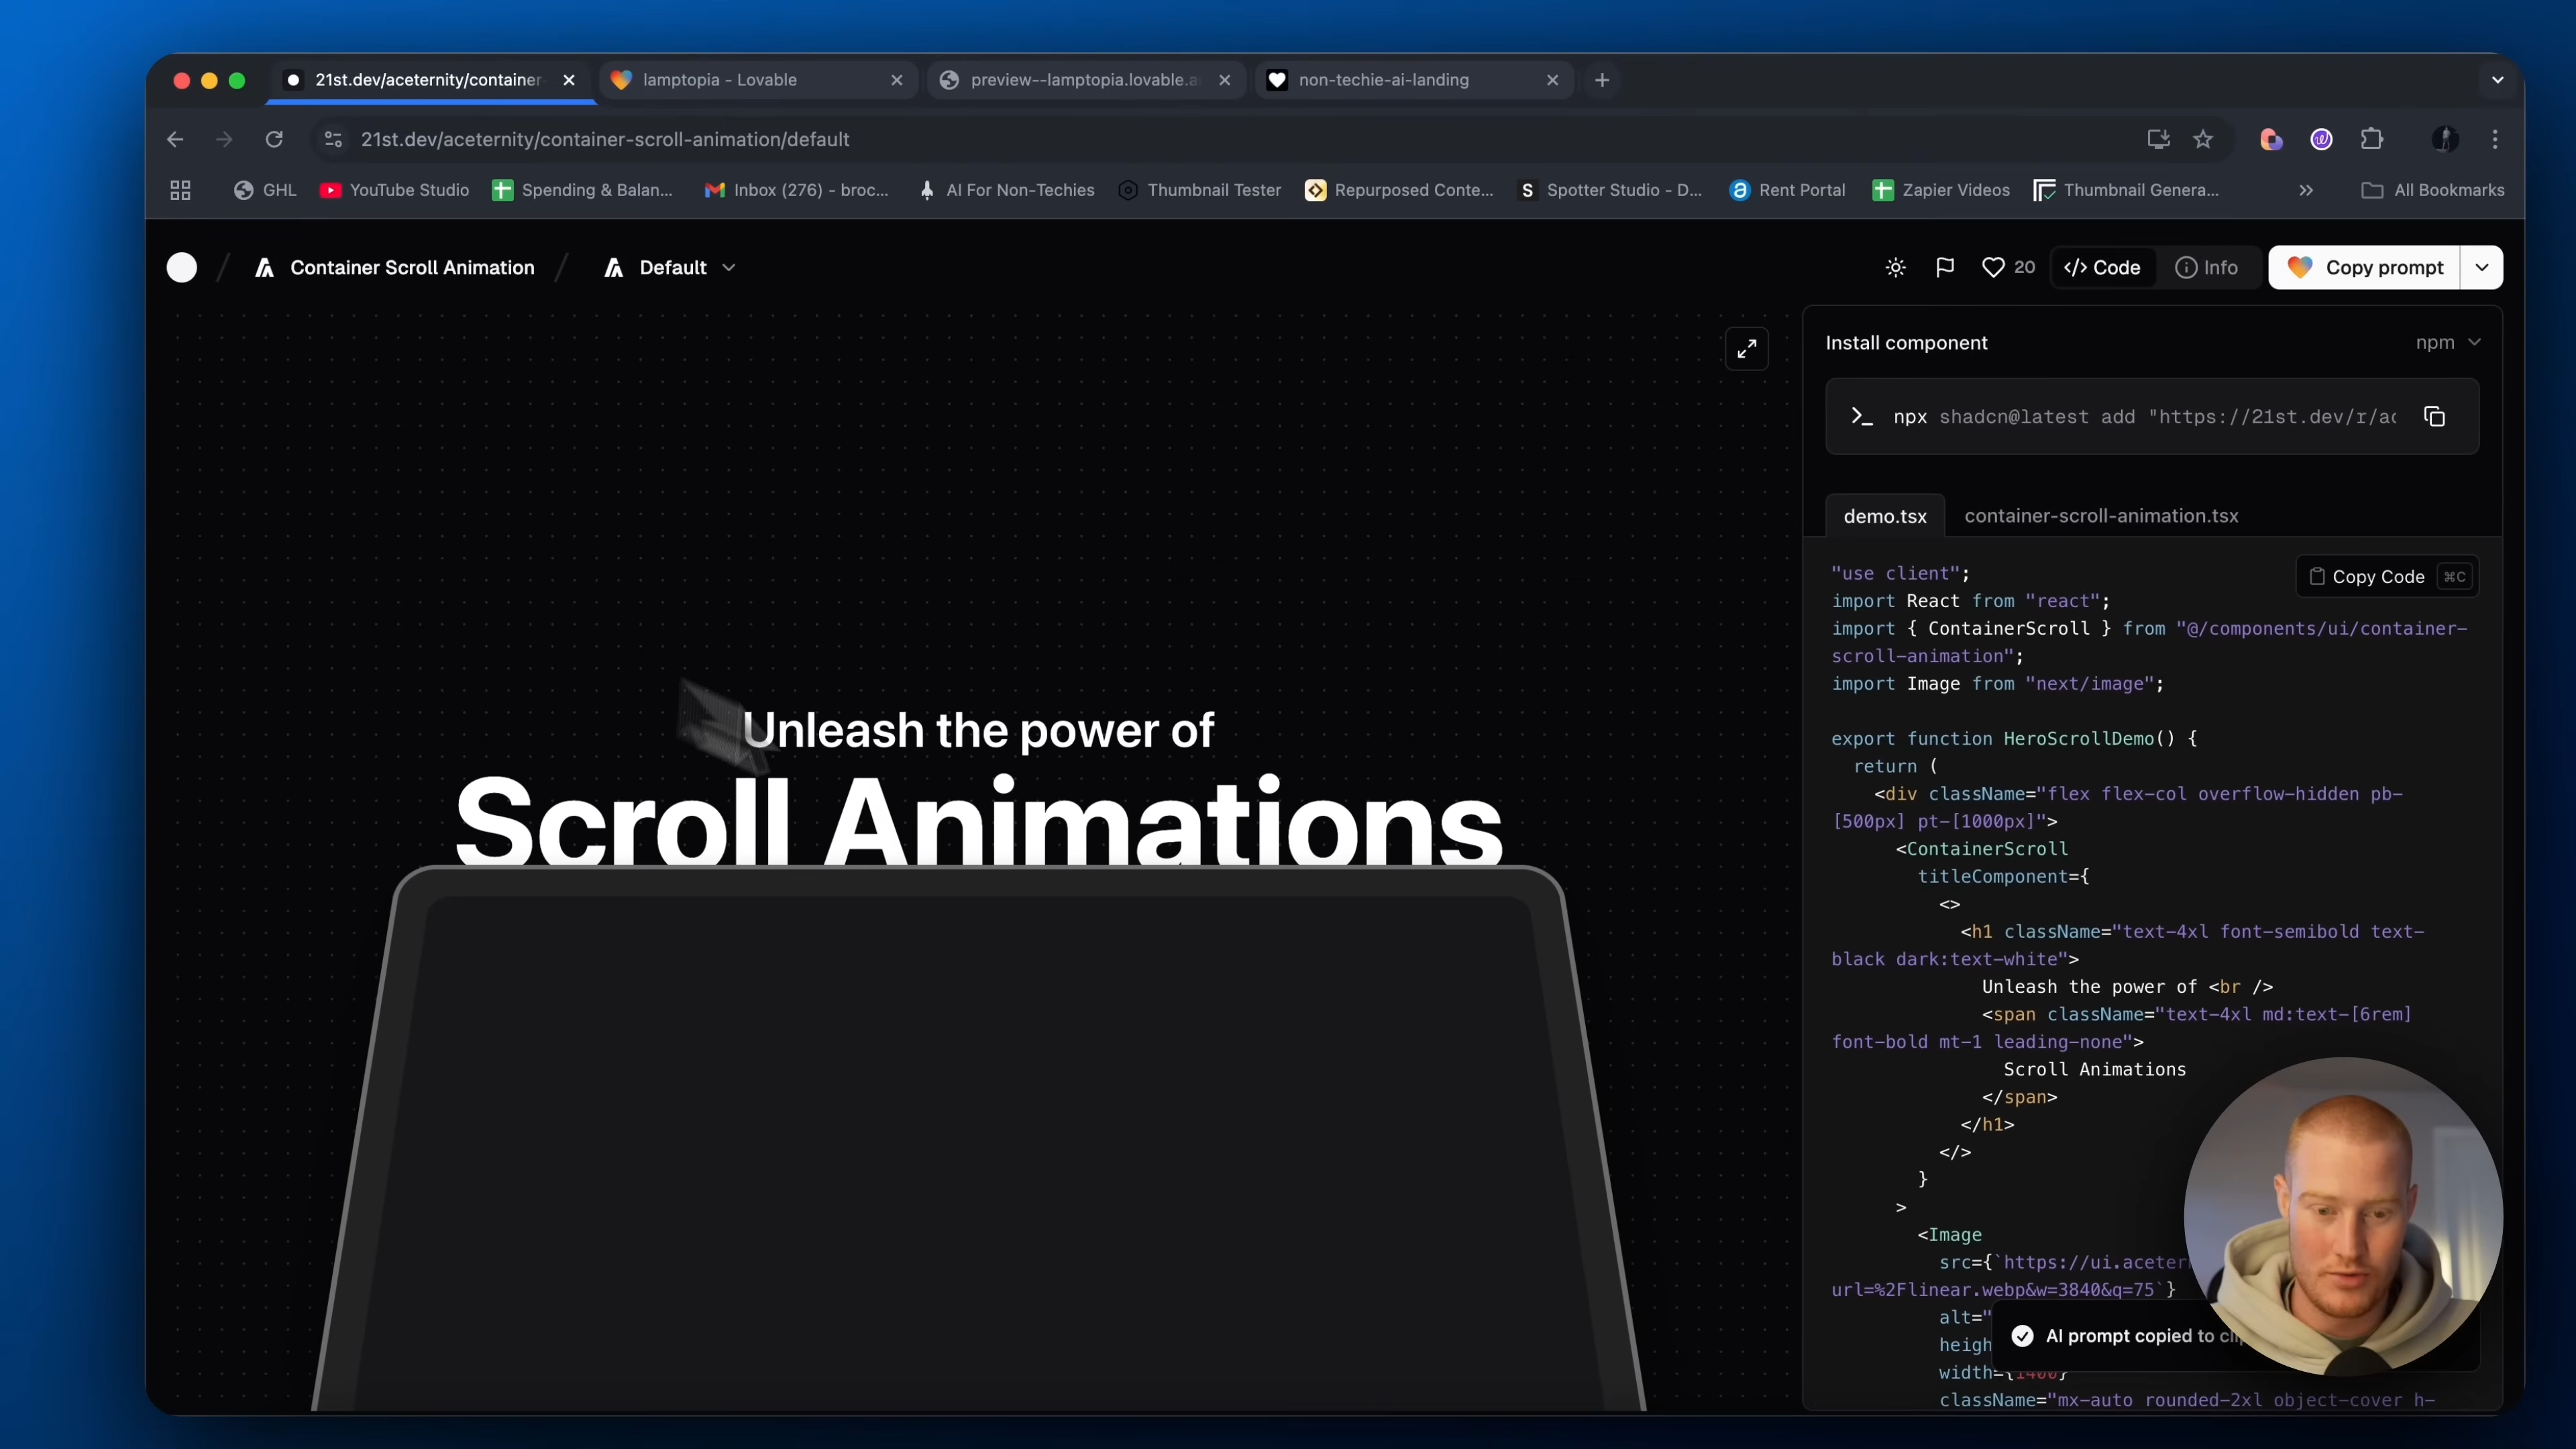 21st.dev/aceternity/container
lamptopia - Lovable
preview--lamptopia.lovable.a
non-techie-ai-landing
21st.dev/aceternity/container-scroll-animation/default
GHL
YouTube Studio
Spending & Balan...
Inbox (276) - broc...
AI For Non-Techies
Thumbnail Tester
Repurposed Conte...
Spotter Studio - D...
Rent Portal
Zapier Videos
Thumbnail Genera...
All Bookmarks
Container Scroll Animation
Default
20
</> Code
Info
Copy prompt
Unleash the power of
Scroll Animations
Install component
npm
npx shadcn@latest add "https://21st.dev/r/ac
demo.tsx
container-scroll-animation.tsx
Copy Code ⌘C
"use client";
import React from "react";
import { ContainerScroll } from "@/components/ui/container-
scroll-animation";
import Image from "next/image";
export function HeroScrollDemo() {
return (
<div className="flex flex-col overflow-hidden pb-
[500px] pt-[1000px]">
<ContainerScroll
titleComponent={
<>
<h1 className="text-4xl font-semibold text-
black dark:text-white">
Unleash the power of <br />
<span className="text-4xl md:text-[6rem]
font-bold mt-1 leading-none">
Scroll Animations
</span>
</h1>
</>
}
>
<Image
src={`https://ui.aceter
url=%2Flinear.webp&w=3840&q=75`}
alt="
heigh
width={1400}
className="mx-auto rounded-2xl object-cover h-
AI prompt copied to cli